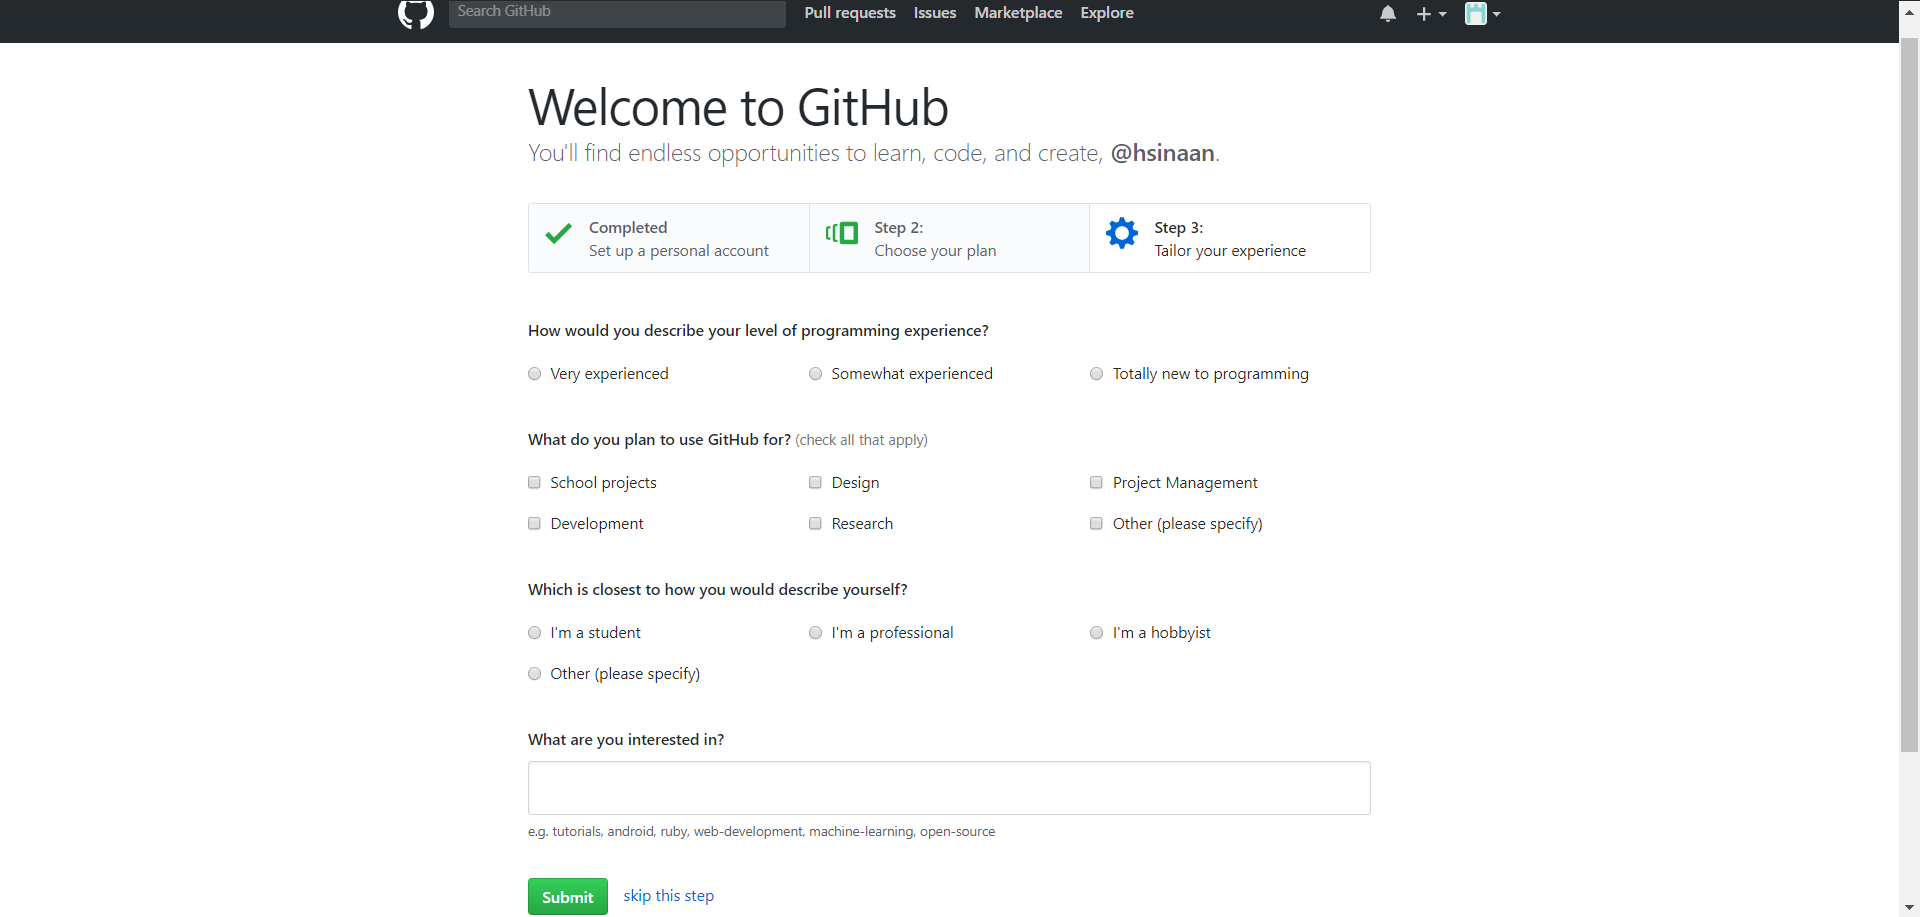 Search GitHub Pull requests Issues Marketplace Explore
Welcome to GitHub
You'll find endless opportunities to learn, code, and create, @hsinaan.
Completed
Set up a personal account
Step 2:
Choose your plan
Step 3:
Tailor your experience
How would you describe your level of programming experience?
Very experienced Somewhat experienced Totally new to programming
What do you plan to use GitHub for? (check all that apply)
School projects Design Project Management
Development Research Other (please specify)
Which is closest to how you would describe yourself?
I'm a student I'm a professional I'm a hobbyist
Other (please specify)
What are you interested in?
e.g. tutorials, android, ruby, web-development, machine-learning, open-source
Submit skip this step